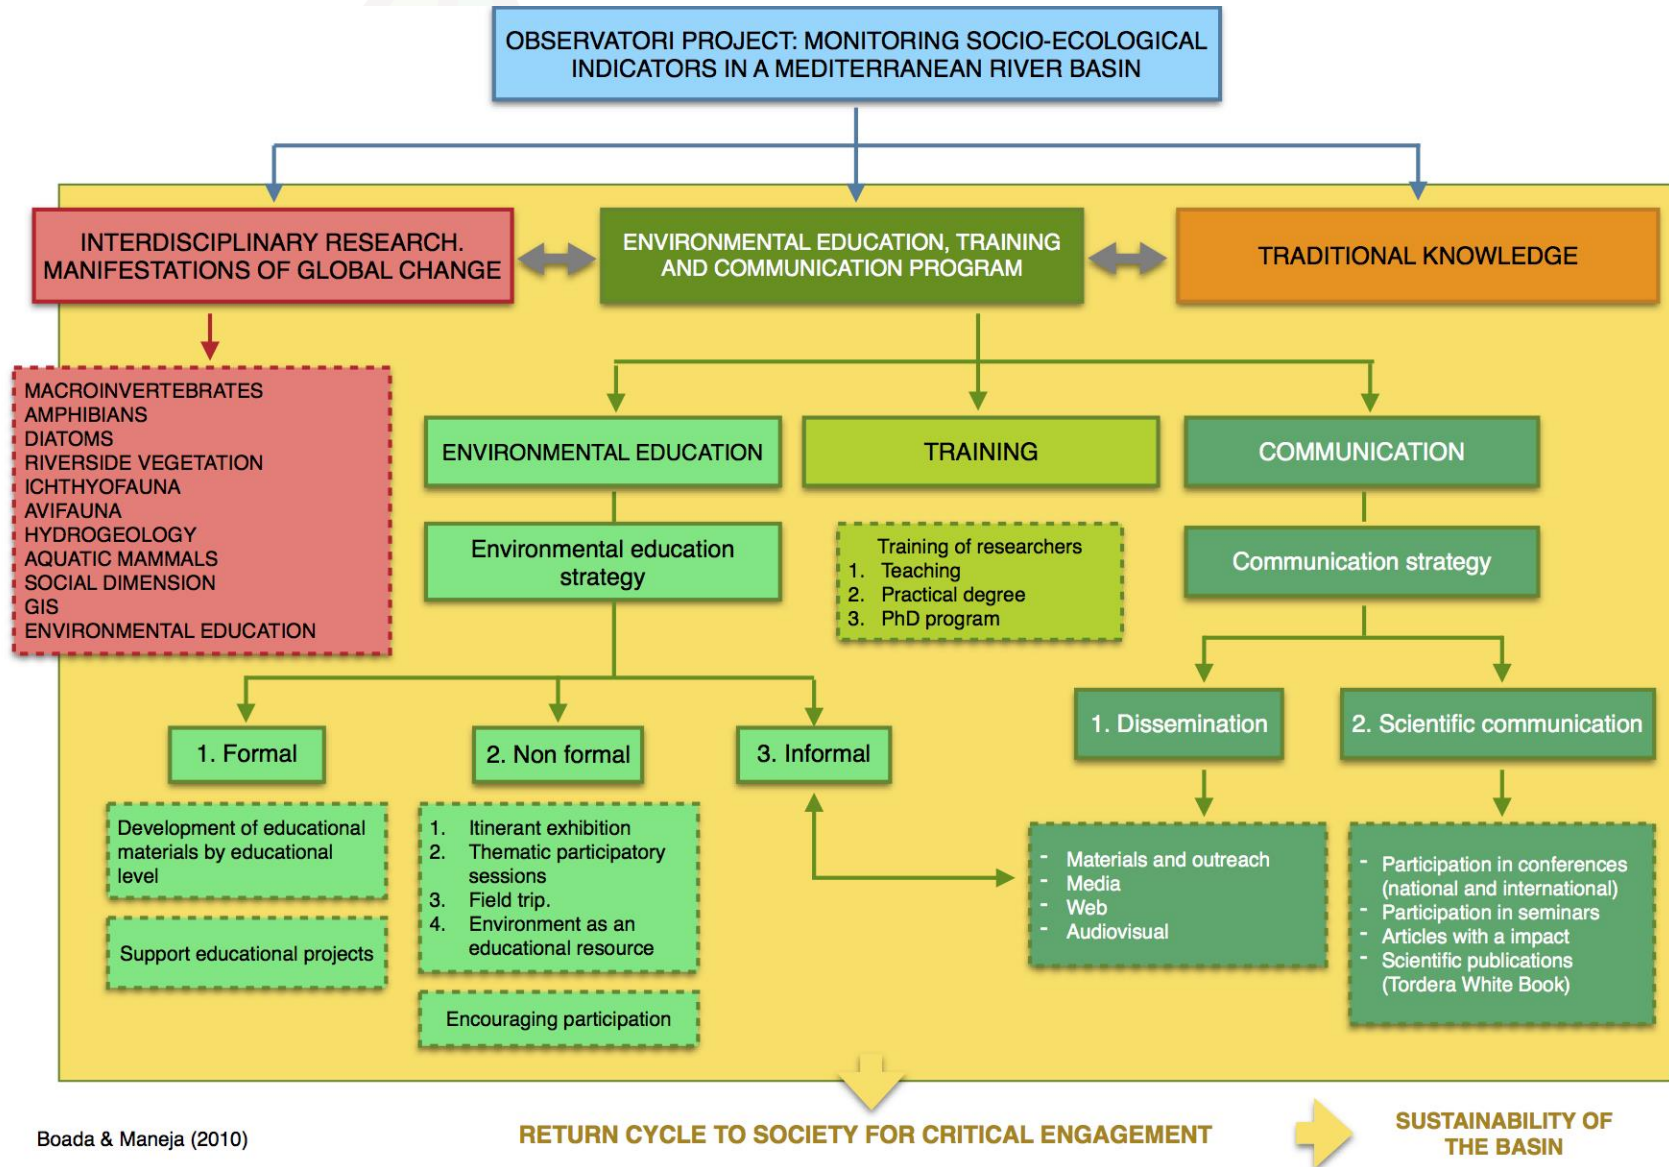 OBSERVATORI PROJECT: MONITORING SOCIO-ECOLOGICAL
INDICATORS IN A MEDITERRANEAN RIVER BASIN
INTERDISCIPLINARY RESEARCH.
MANIFESTATIONS OF GLOBAL CHANGE
ENVIRONMENTAL EDUCATION, TRAINING
AND COMMUNICATION PROGRAM
TRADITIONAL KNOWLEDGE
MACROINVERTEBRATES
AMPHIBIANS
DIATOMS
RIVERSIDE VEGETATION
ICHTHYOFAUNA
AVIFAUNA
HYDROGEOLOGY
AQUATIC MAMMALS
SOCIAL DIMENSION
GIS
ENVIRONMENTAL EDUCATION
ENVIRONMENTAL EDUCATION
Environmental education
strategy
TRAINING
Training of researchers
1. Teaching
2. Practical degree
3. PhD program
COMMUNICATION
Communication strategy
1. Formal
Development of educational
materials by educational
level
Support educational projects
2. Non formal
1. Itinerant exhibition
2. Thematic participatory
sessions
3. Field trip.
4. Environment as an
educational resource
Encouraging participation
3. Informal
1. Dissemination
- Materials and outreach
- Media
- Web
- Audiovisual
2. Scientific communication
- Participation in conferences
(national and international)
- Participation in seminars
- Articles with a impact
- Scientific publications
(Tordera White Book)
Boada & Maneja (2010)
RETURN CYCLE TO SOCIETY FOR CRITICAL ENGAGEMENT
SUSTAINABILITY OF
THE BASIN